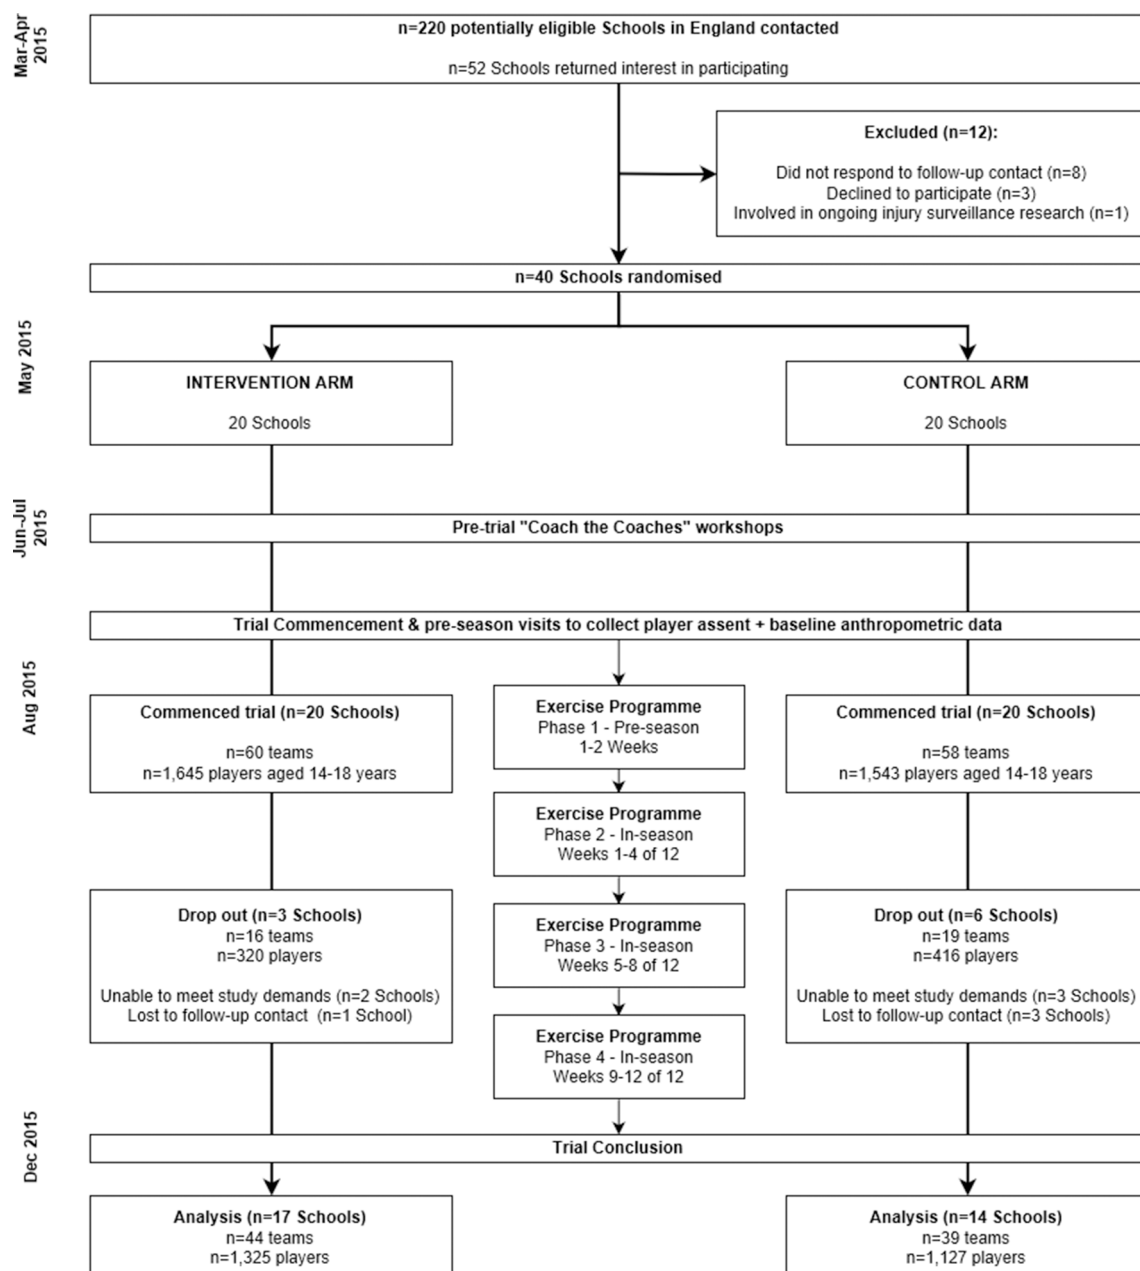 Mar-Apr
2015
n=220 potentially eligible Schools in England contacted
n=52 Schools returned interest in participating
Excluded (n=12):
Did not respond to follow-up contact (n=8)
Declined to participate (n=3)
Involved in ongoing injury surveillance research (n=1)
n=40 Schools randomised
May 2015
INTERVENTION ARM
20 Schools
CONTROL ARM
20 Schools
Jun-Jul
2015
Pre-trial "Coach the Coaches" workshops
Trial Commencement & pre-season visits to collect player assent + baseline anthropometric data
Aug 2015
Commenced trial (n=20 Schools)
n=60 teams
n=1,645 players aged 14-18 years
Exercise Programme
Phase 1 - Pre-season
1-2 Weeks
Commenced trial (n=20 Schools)
n=58 teams
n=1,543 players aged 14-18 years
Exercise Programme
Phase 2 - In-season
Weeks 1-4 of 12
Drop out (n=3 Schools)
n=16 teams
n=320 players
Unable to meet study demands (n=2 Schools)
Lost to follow-up contact (n=1 School)
Exercise Programme
Phase 3 - In-season
Weeks 5-8 of 12
Drop out (n=6 Schools)
n=19 teams
n=416 players
Unable to meet study demands (n=3 Schools)
Lost to follow-up contact (n=3 Schools)
Exercise Programme
Phase 4 - In-season
Weeks 9-12 of 12
Dec 2015
Trial Conclusion
Analysis (n=17 Schools)
n=44 teams
n=1,325 players
Analysis (n=14 Schools)
n=39 teams
n=1,127 players